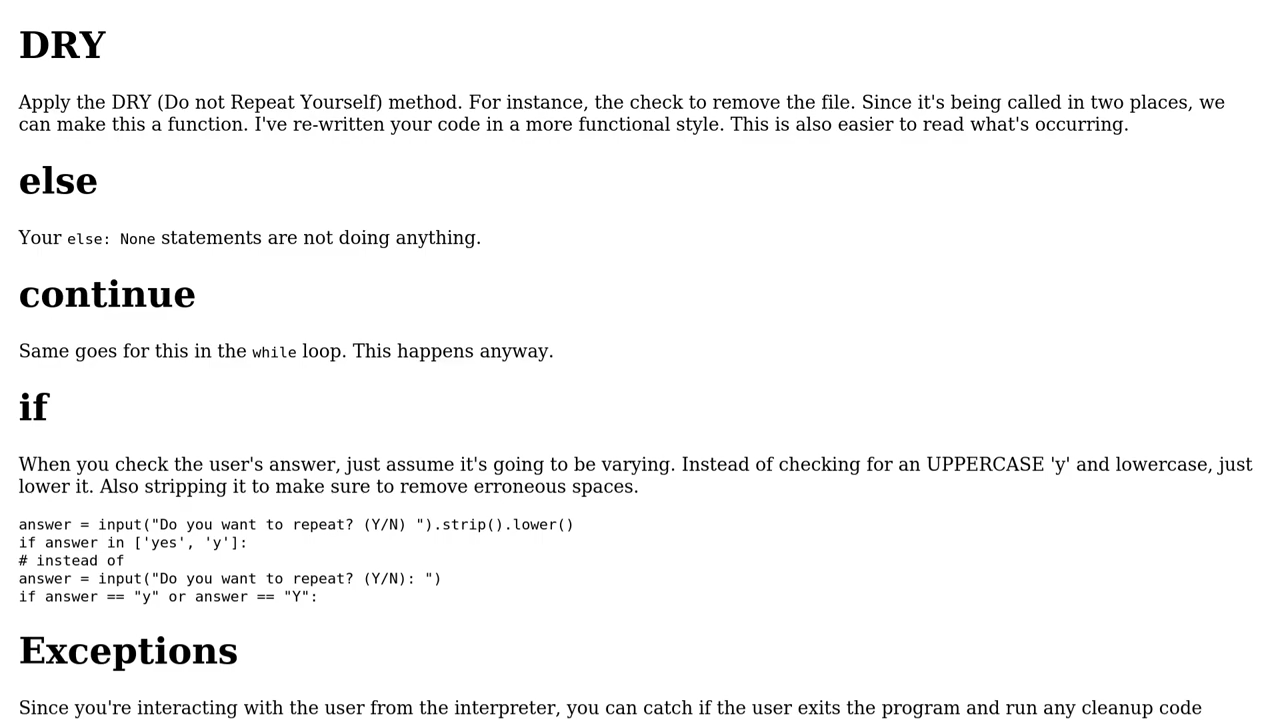 DRY
Apply the DRY (Do not Repeat Yourself) method. For instance, the check to remove the file. Since it's being called in two places, we
can make this a function. I've re-written your code in a more functional style. This is also easier to read what's occurring.
else
Your else: None statements are not doing anything.
continue
Same goes for this in the while loop. This happens anyway.
if
When you check the user's answer, just assume it's going to be varying. Instead of checking for an UPPERCASE 'y' and lowercase, just
lower it. Also stripping it to make sure to remove erroneous spaces.
answer = input("Do you want to repeat? (Y/N) ").strip().lower()
if answer in ['yes', 'y']:
# instead of
answer = input("Do you want to repeat? (Y/N): ")
if answer == "y" or answer == "Y":
Exceptions
Since you're interacting with the user from the interpreter, you can catch if the user exits the program and run any cleanup code